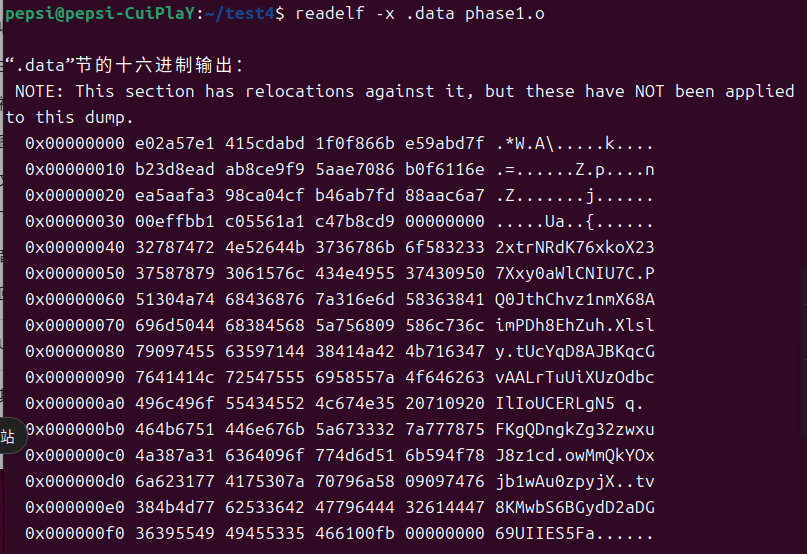 pepsi@pepsi-CuiPlaY:~/test4$ readelf -x .data phase1.o
“.data”节的十六进制输出：
NOTE: This section has relocations against it, but these have NOT been applied
to this dump.
0x00000000 e02a57e1 415cdabd 1f0f866b e59abd7f .*W.A\.....k....
0x00000010 b23d8ead ab8ce9f9 5aae7086 b0f6116e .=......Z.p....n
0x00000020 ea5aafa3 98ca04cf b46ab7fd 88aac6a7 .Z.......j......
0x00000030 00effbb1 c05561a1 c47b8cd9 00000000 .....Ua..{......
0x00000040 32787472 4e52644b 3736786b 6f583233 2xtrNRdK76xkoX23
0x00000050 37587879 3061576c 434e4955 37430950 7Xxy0aWlCNIU7C.P
0x00000060 51304a74 68436876 7a316e6d 58363841 Q0JthChvz1nmX68A
0x00000070 696d5044 68384568 5a756809 586c736c imPDh8EhZuh.Xlsl
0x00000080 79097455 63597144 38414a42 4b716347 y.tUcYqD8AJBKqcG
0x00000090 7641414c 72547555 6958557a 4f646263 vAALrTuUiXUzOdbc
0x000000a0 496c496f 55434552 4c674e35 20710920 IlIoUCERLgN5 q.
0x000000b0 464b6751 446e676b 5a673332 7a777875 FKgQDngkZg32zwxu
0x000000c0 4a387a31 6364096f 774d6d51 6b594f78 J8z1cd.owMmQkYOx
0x000000d0 6a623177 4175307a 70796a58 09097476 jb1wAu0zpyjX..tv
0x000000e0 384b4d77 62533642 47796444 32614447 8KMwbS6BGydD2aDG
0x000000f0 36395549 49455335 466100fb 00000000 69UIIES5Fa......
站